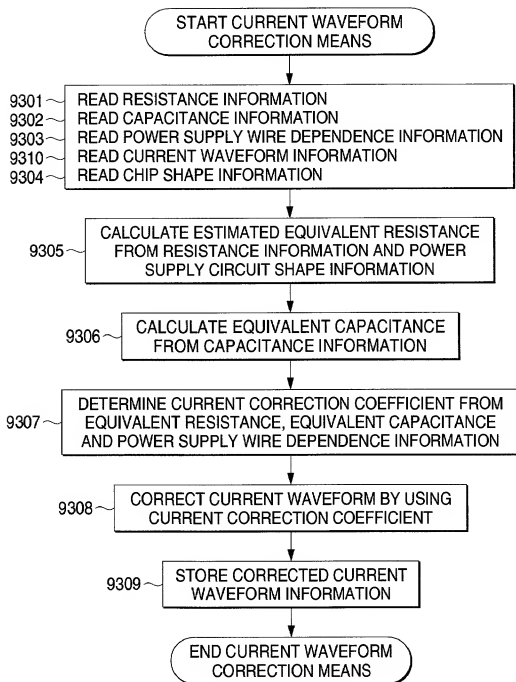 START CURRENT WAVEFORM
CORRECTION MEANS
9301 READ RESISTANCE INFORMATION
9302 READ CAPACITANCE INFORMATION
9303 READ POWER SUPPLY WIRE DEPENDENCE INFORMATION
9310 READ CURRENT WAVEFORM INFORMATION
9304 READ CHIP SHAPE INFORMATION
CALCULATE ESTIMATED EQUIVALENT RESISTANCE
9305 FROM RESISTANCE INFORMATION AND POWER
SUPPLY CIRCUIT SHAPE INFORMATION
CALCULATE EQUIVALENT CAPACITANCE
9306 FROM CAPACITANCE INFORMATION
DETERMINE CURRENT CORRECTION COEFFICIENT FROM
9307 EQUIVALENT RESISTANCE, EQUIVALENT CAPACITANCE
AND POWER SUPPLY WIRE DEPENDENCE INFORMATION
CORRECT CURRENT WAVEFORM BY USING
9308 CURRENT CORRECTION COEFFICIENT
STORE CORRECTED CURRENT
9309 WAVEFORM INFORMATION
END CURRENT WAVEFORM
CORRECTION MEANS